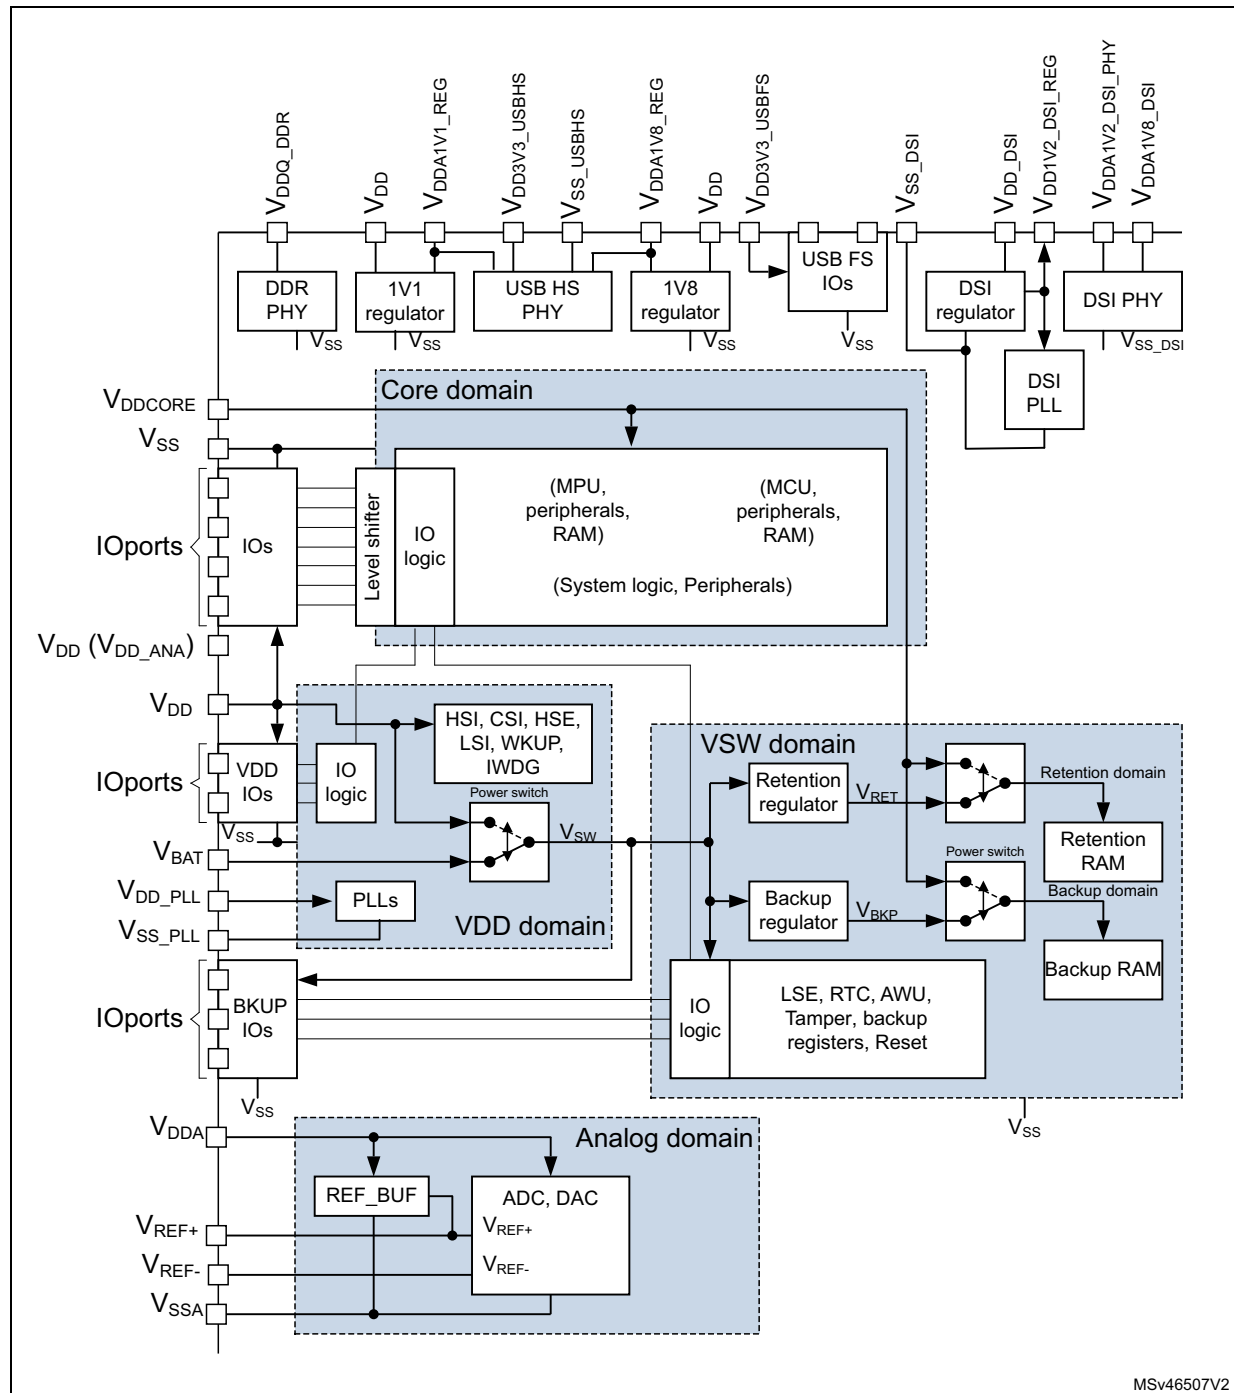 VDDQ_DDR
VDD
VDDA1V1_REG
VDD3V3_USBHS
VSS_USBHS
VDDA1V8_REG
VDD
VDD3V3_USBFS
VSS_DSI
VDD_DSI
VDD1V2_DSI_REG
VDDA1V2_DSI_PHY
VDDA1V8_DSI
DDR
PHY
VSS
1V1
regulator
VSS
USB HS
PHY
1V8
regulator
VSS
USB FS
IOs
VSS
DSI
regulator
DSI PHY
VSS_DSI
DSI
PLL
VDDCORE
Core domain
VSS
IOports
IOs
Level shifter
IO
logic
(MPU,
peripherals,
RAM)
(MCU,
peripherals,
RAM)
(System logic, Peripherals)
VDD (VDD_ANA)
VDD
IOports
VDD
IOs
IO
logic
HSI, CSI, HSE,
LSI, WKUP,
IWDG
Power switch
VSS
VBAT
VSW
VDD_PLL
PLLs
VSS_PLL
VDD domain
VSW domain
Retention
regulator
VRET
Retention domain
Retention
RAM
Power switch
Backup
regulator
VBKP
Backup domain
Backup RAM
IOports
BKUP
IOs
VSS
IO
logic
LSE, RTC, AWU,
Tamper, backup
registers, Reset
VSS
VDDA
Analog domain
REF_BUF
ADC, DAC
VREF+
VREF+
VREF-
VREF-
VSSA
MSv46507V2